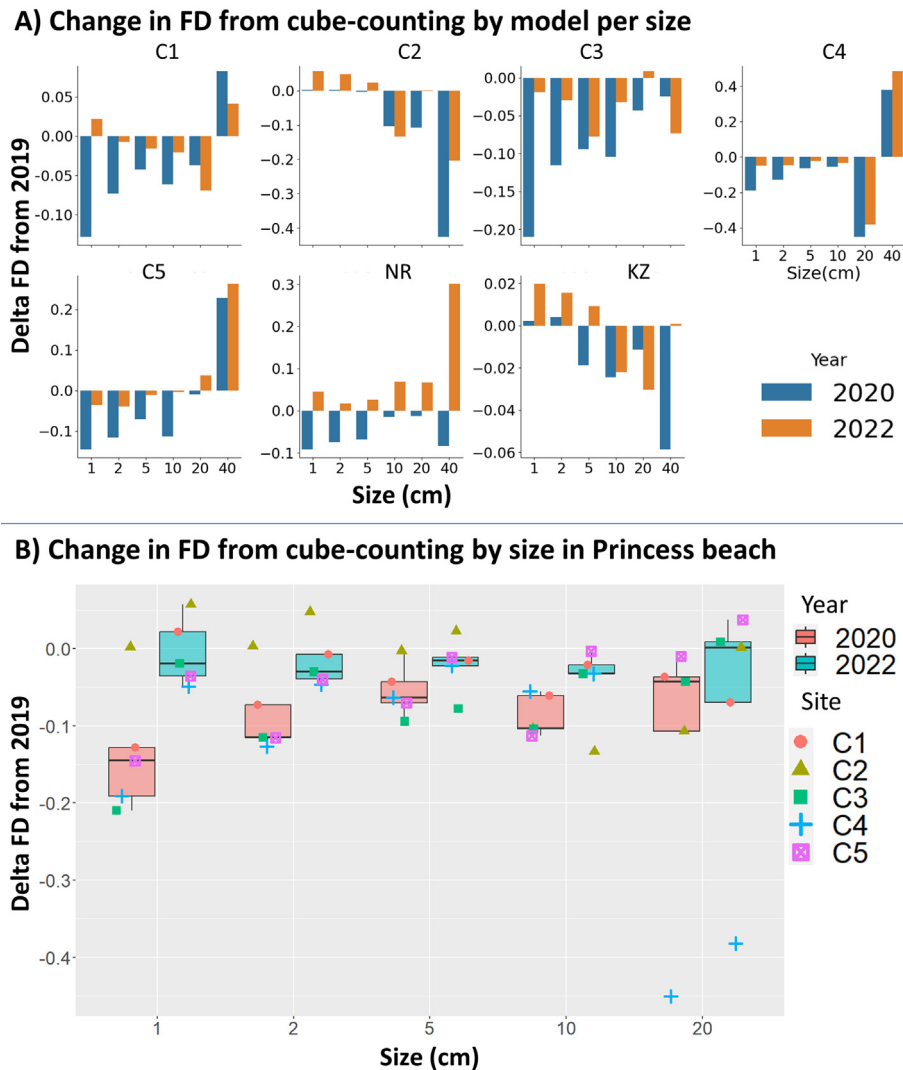 A) Change in FD from cube-counting by model per size
C1
C2
C3
C4
Delta FD from 2019
0.05
0.00
-0.05
-0.10
0.0
-0.1
-0.2
-0.3
-0.4
0.00
-0.05
-0.10
-0.15
-0.20
0.4
0.2
0.0
-0.2
-0.4
1 2 5 10 20 40
Size(cm)
C5
NR
KZ
0.2
0.1
0.0
-0.1
1 2 5 10 20 40
0.3
0.2
0.1
0.0
-0.1
1 2 5 10 20 40
0.02
0.00
-0.02
-0.04
-0.06
1 2 5 10 20 40
Size (cm)
Year
2020
2022
B) Change in FD from cube-counting by size in Princess beach
Delta FD from 2019
0.0
-0.1
-0.2
-0.3
-0.4
1 2 5 10 20
Size (cm)
Year
2020
2022
Site
C1
C2
C3
C4
C5